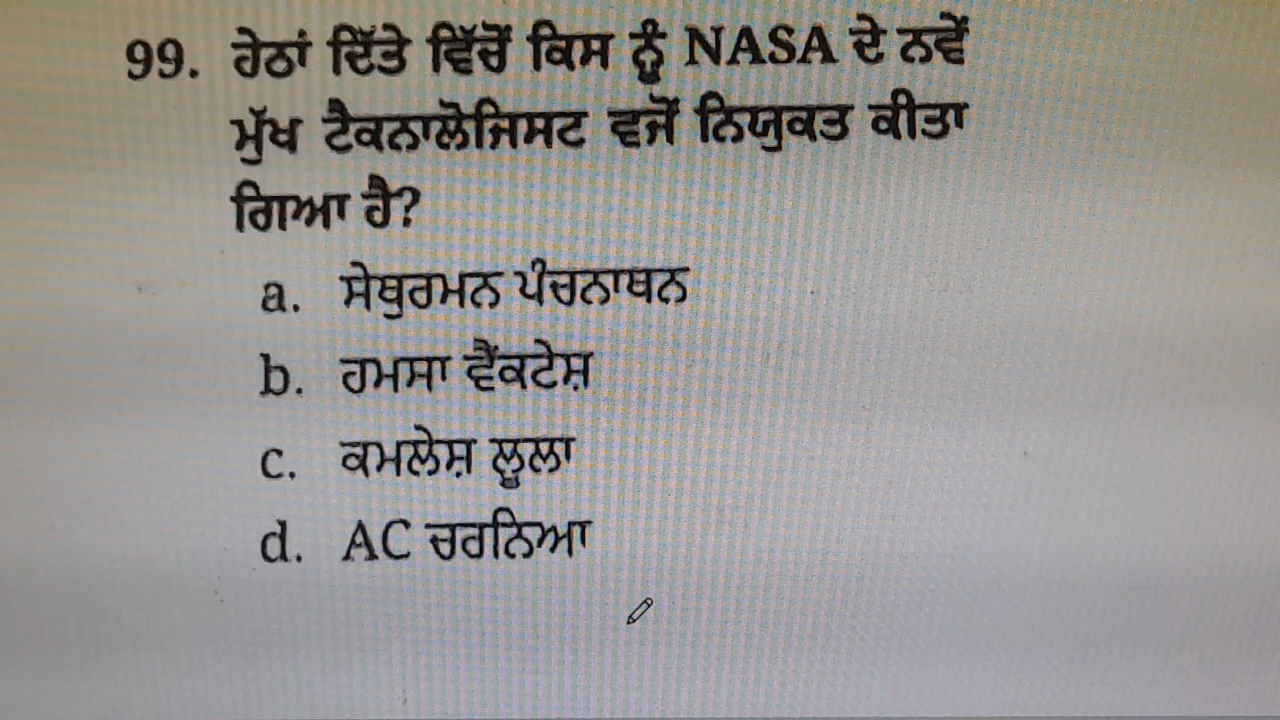 99. ਹੇਠਾਂ ਦਿੱਤੇ ਵਿੱਚੋਂ ਕਿਸ ਨੂੰ NASA ਦੇ ਨਵੇਂ
ਮੁੱਖ ਟੈਕਨਾਲੋਜਿਸਟ ਵਜੋਂ ਨਿਯੁਕਤ ਕੀਤਾ
ਗਿਆ ਹੈ?
a. ਸੇਥੁਰਮਨ ਪੰਚਨਾਥਨ
b. ਹਮਸਾ ਵੈਂਕਟੇਸ਼
c. ਕਮਲੇਸ਼ ਲੂਲਾ
d. AC ਚਰਨਿਆ